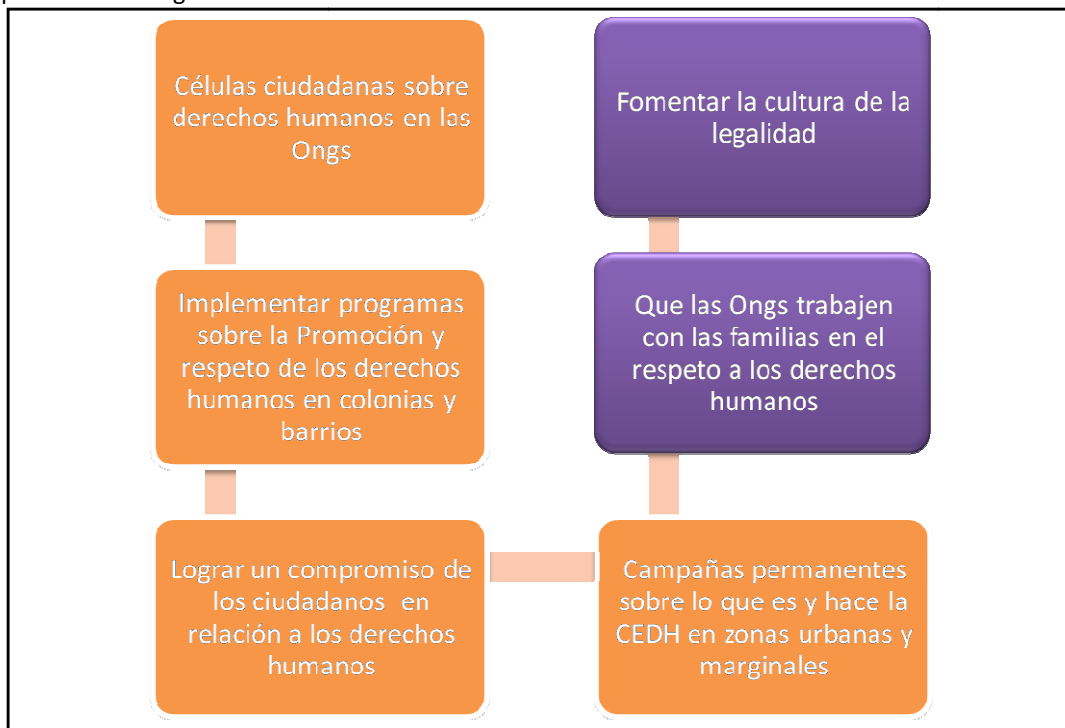 Células ciudadanas sobre
derechos humanos en las
Ongs
Implementar programas
sobre la Promoción y
respeto de los derechos
humanos en colonias y
barrios
Lograr un compromiso de
los ciudadanos en
relación a los derechos
humanos
Campañas permanentes
sobre lo que es y hace la
CEDH en zonas urbanas y
marginales
Que las Ongs trabajen
con las familias en el
respeto a los derechos
humanos
Fomentar la cultura de la
legalidad